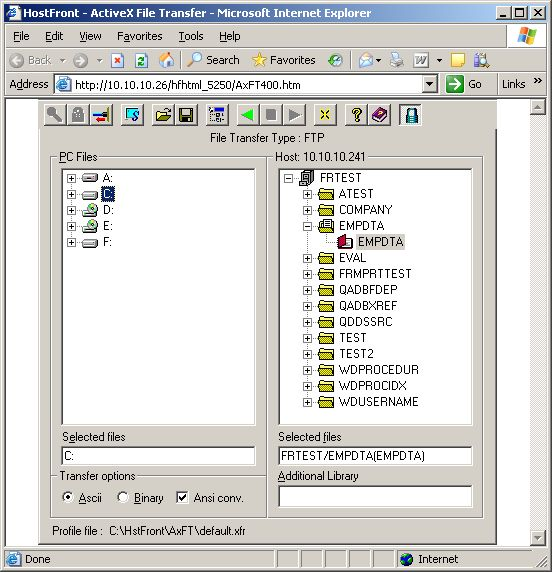 HostFront - ActiveX File Transfer - Microsoft Internet Explorer
File Edit View Favorites Tools Help
Back Search Favorites
Address http://10.10.10.26/hfhtml_5250/AxFT400.htm Go Links »
File Transfer Type : FTP
PC Files
A:
C:
D:
E:
F:
Selected files
C:
Transfer options
Ascii Binary Ansi conv.
Host: 10.10.10.241
FRTEST
ATEST
COMPANY
EMPDTA
EMPDTA
EVAL
FRMPRTTEST
QADBFDEP
QADBXREF
QDDSSRC
TEST
TEST2
WDPROCEDUR
WDPROCIDX
WDUSERNAME
Selected files
FRTEST/EMPDTA(EMPDTA)
Additional Library
Profile file : C:\HstFront\AxFT\default.xfr
Done Internet